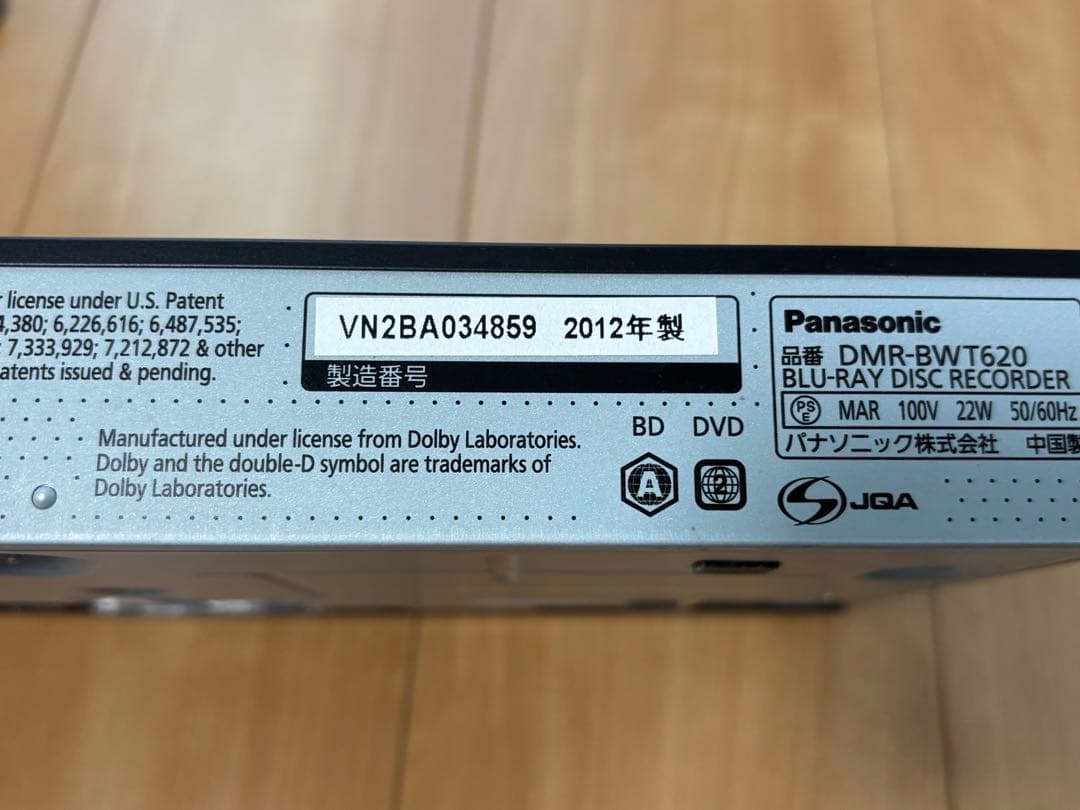 license under U.S. Patent
,380; 6,226,616; 6,487,535;
7,333,929; 7,212,872 & other
patents issued & pending.
VN2BA034859 2012年製
製造番号
Manufactured under license from Dolby Laboratories.
Dolby and the double-D symbol are trademarks of
Dolby Laboratories.
BD DVD
A 2
Panasonic
品番 DMR-BWT620
BLU-RAY DISC RECORDER
PSE MAR 100V 22W 50/60Hz
パナソニック株式会社 中国製
JQA